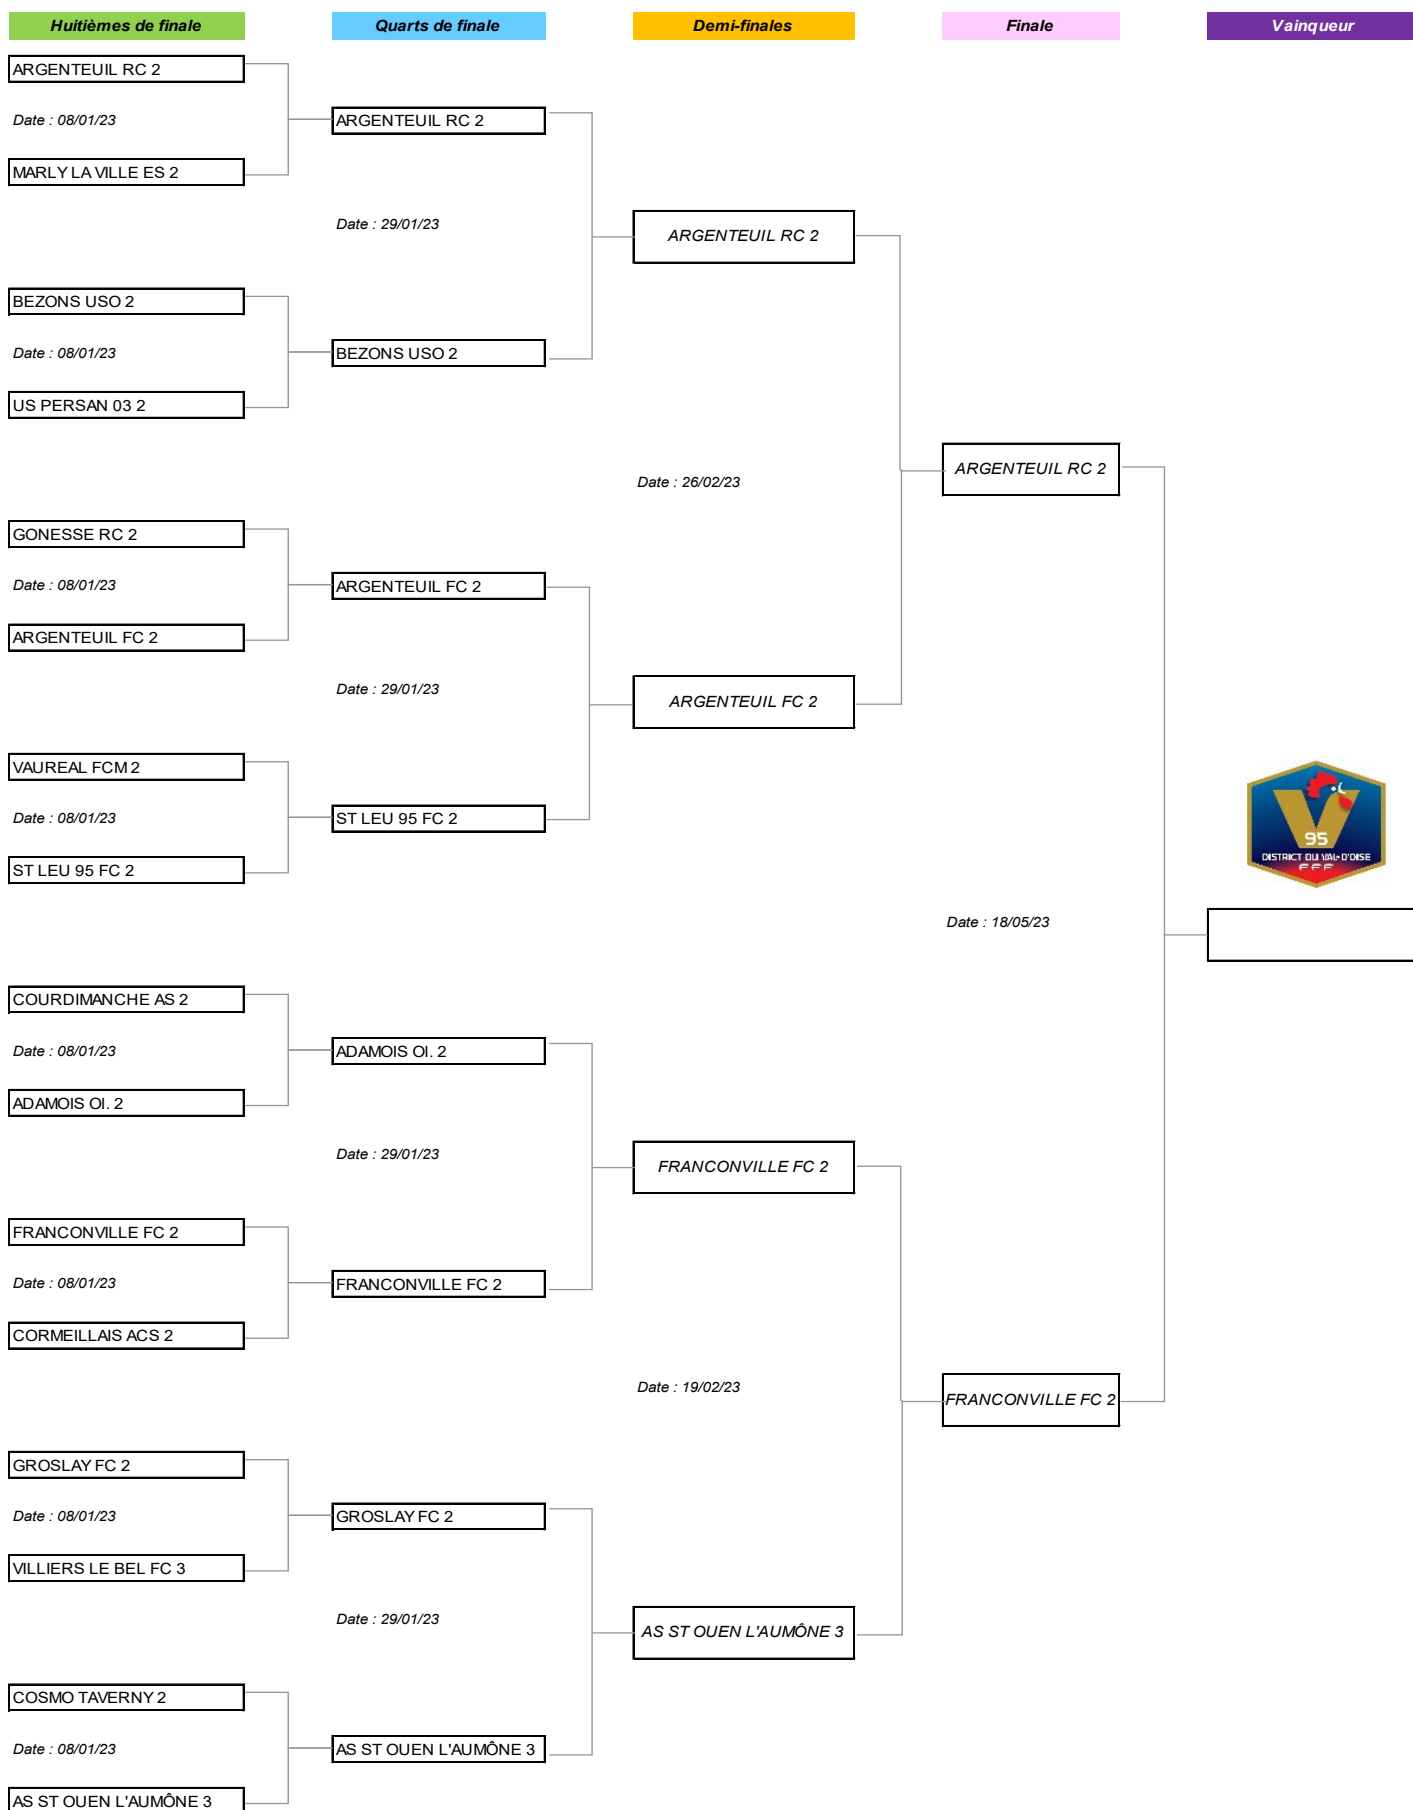 Huitièmes de finale
Quarts de finale
Demi-finales
Finale
Vainqueur
ARGENTEUIL RC 2
Date : 08/01/23
ARGENTEUIL RC 2
MARLY LA VILLE ES 2
Date : 29/01/23
ARGENTEUIL RC 2
BEZONS USO 2
Date : 08/01/23
BEZONS USO 2
US PERSAN 03 2
ARGENTEUIL RC 2
Date : 26/02/23
GONESSE RC 2
Date : 08/01/23
ARGENTEUIL FC 2
ARGENTEUIL FC 2
Date : 29/01/23
ARGENTEUIL FC 2
VAUREAL FCM 2
Date : 08/01/23
ST LEU 95 FC 2
ST LEU 95 FC 2
V
95
DISTRICT DU VAL-D'OISE
FFF
Date : 18/05/23
COURDIMANCHE AS 2
Date : 08/01/23
ADAMOIS Ol. 2
ADAMOIS Ol. 2
Date : 29/01/23
FRANCONVILLE FC 2
FRANCONVILLE FC 2
Date : 08/01/23
FRANCONVILLE FC 2
CORMEILLAIS ACS 2
Date : 19/02/23
FRANCONVILLE FC 2
GROSLAY FC 2
Date : 08/01/23
GROSLAY FC 2
VILLIERS LE BEL FC 3
Date : 29/01/23
AS ST OUEN L'AUMÔNE 3
COSMO TAVERNY 2
Date : 08/01/23
AS ST OUEN L'AUMÔNE 3
AS ST OUEN L'AUMÔNE 3